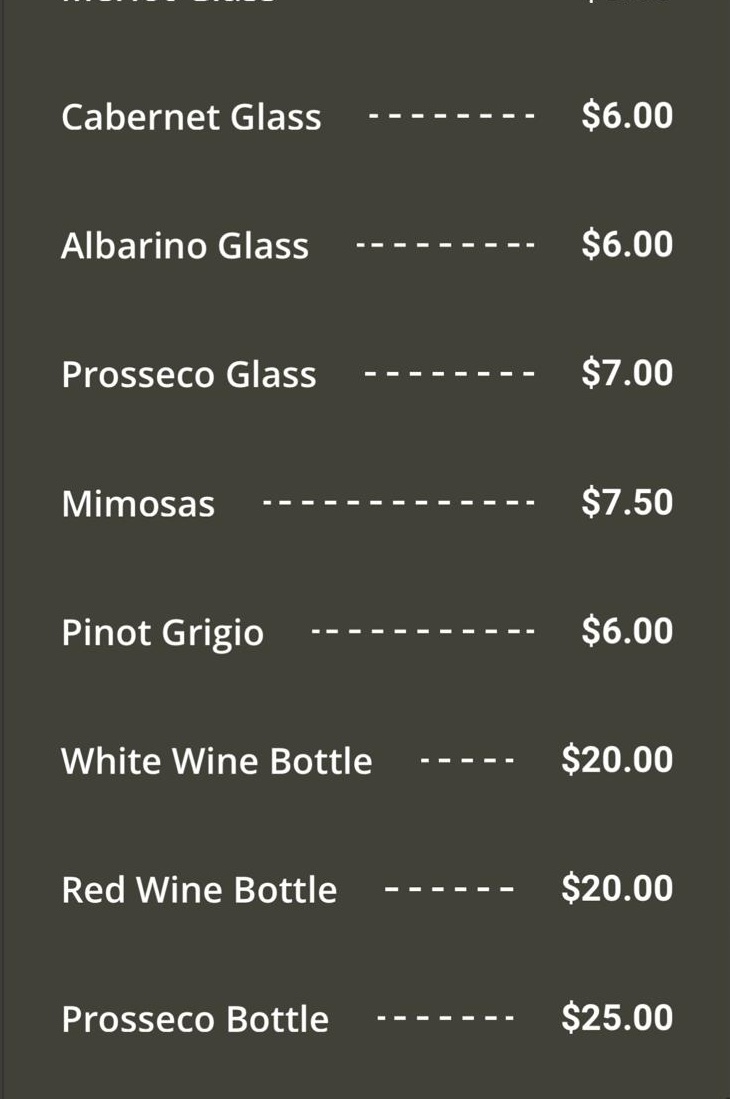 Cabernet Glass -------- $6.00
Albarino Glass --------- $6.00
Prosseco Glass -------- $7.00
Mimosas ------------- $7.50
Pinot Grigio ----------- $6.00
White Wine Bottle ----- $20.00
Red Wine Bottle ------ $20.00
Prosseco Bottle ------- $25.00